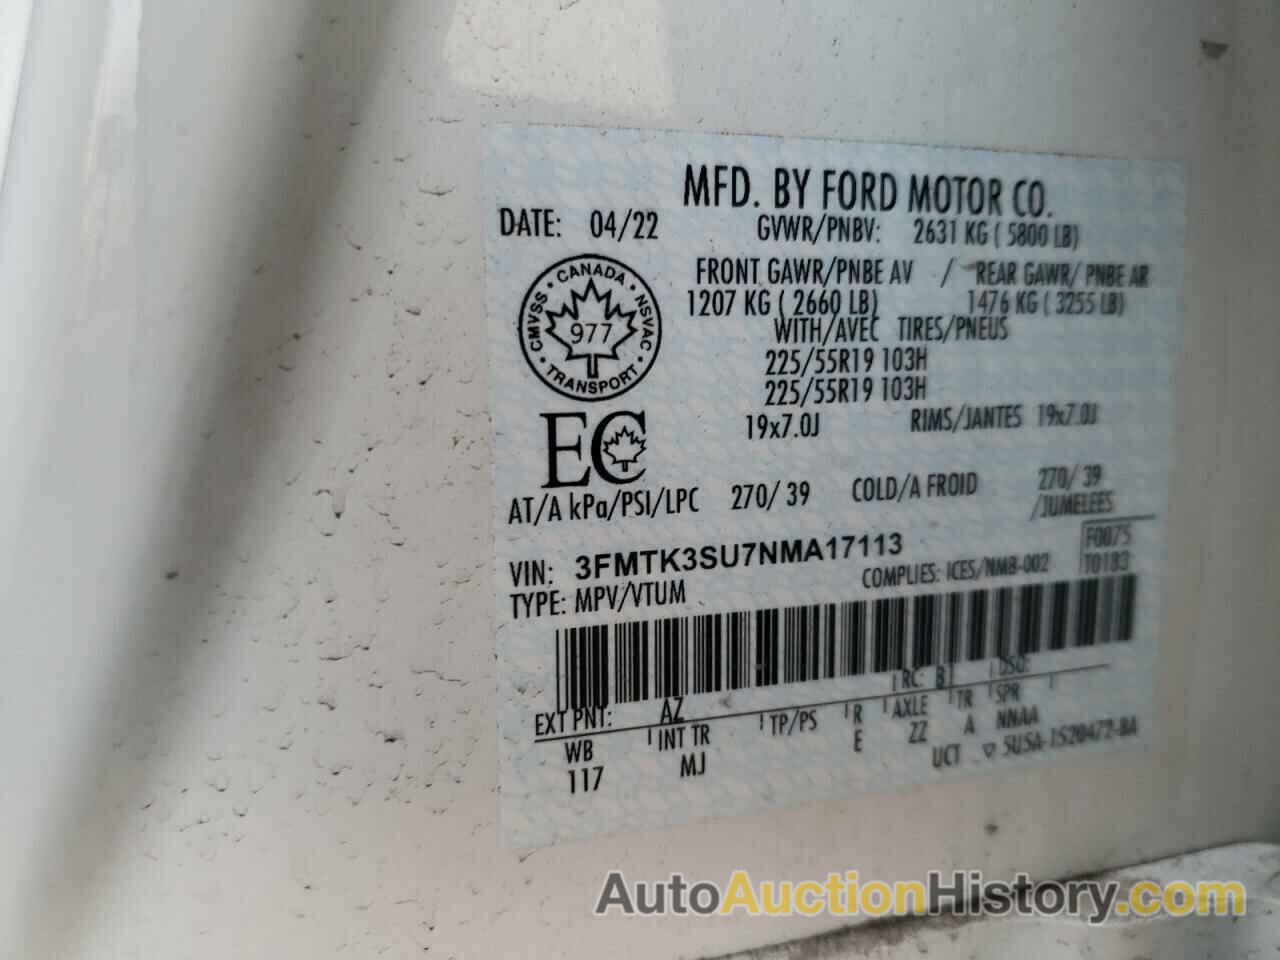 MFD. BY FORD MOTOR CO.
DATE: 04/22 GVWR/PNBV: 2631 KG ( 5800 LB)
FRONT GAWR/PNBE AV / REAR GAWR/ PNBE AR
1207 KG ( 2660 LB) 1476 KG ( 3255 LB)
WITH/AVEC TIRES/PNEUS
225/55R19 103H
225/55R19 103H
19x7.0J RIMS/JANTES 19x7.0J
CMVSS • CANADA • NSVAC • TRANSPORT •
977
EC
AT/A kPa/PSI/LPC 270/ 39 COLD/A FROID 270/ 39
/JUMELEES
VIN: 3FMTK3SU7NMA17113
F0075
T0183
TYPE: MPV/VTUM COMPLIES: ICES/NMB-002
EXT PNT: AZ RC: B DSO:
WB INT TR TP/PS R AXLE TR SPR
117 MJ E ZZ A NNAA
UCT ▽ 5U5A-1520472-BA
AutoAuctionHistory.com